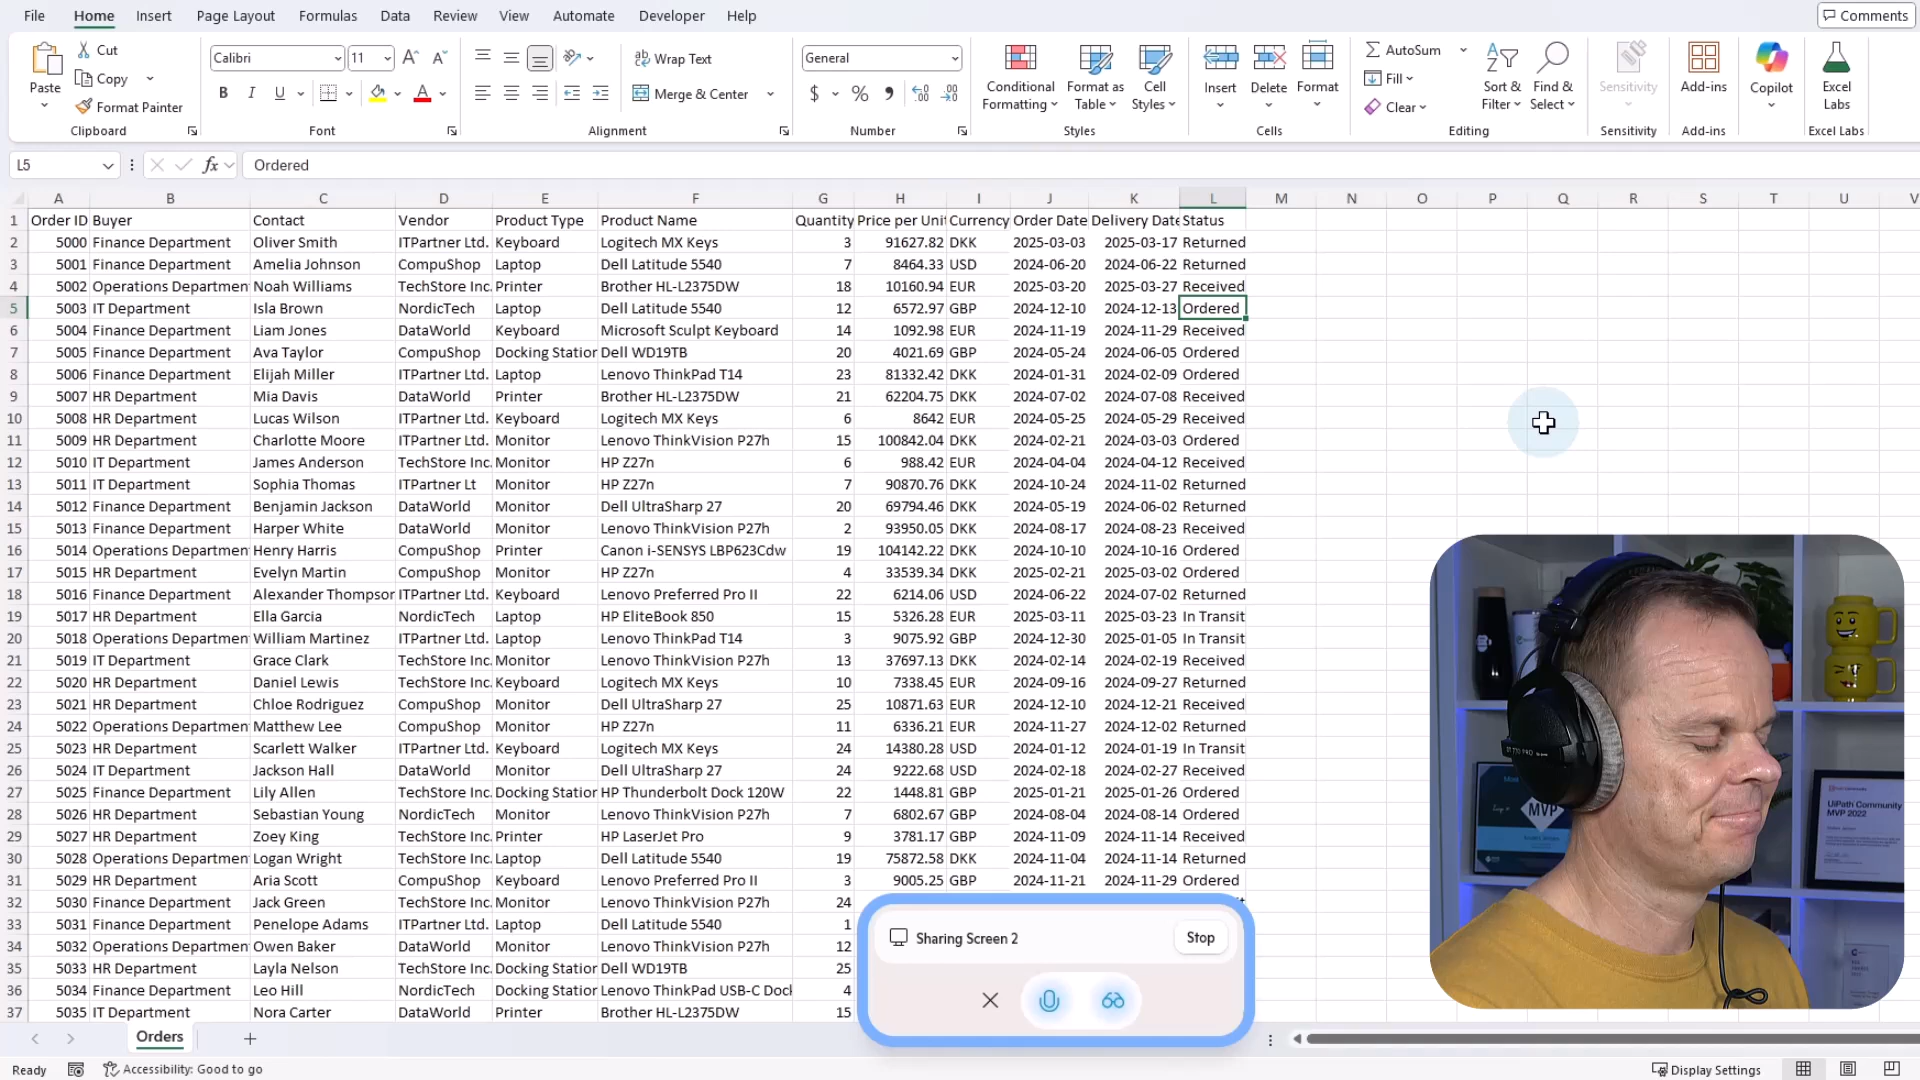 File Home Insert Page Layout Formulas Data Review View Automate Developer Help Comments
Paste Cut Copy Format Painter Clipboard
Calibri 11 B I U Font
Wrap Text Merge & Center Alignment
General $ % Number
Conditional Formatting Format as Table Cell Styles Styles
Insert Delete Format Cells
AutoSum Fill Clear Sort & Filter Find & Select Editing
Sensitivity Sensitivity Add-ins Add-ins Copilot Excel Labs Excel Labs
L5 fx Ordered
A B C D E F G H I J K L M N O P Q R S T U V
1 Order ID Buyer Contact Vendor Product Type Product Name Quantity Price per Unit Currency Order Date Delivery Date Status
2 5000 Finance Department Oliver Smith ITPartner Ltd. Keyboard Logitech MX Keys 3 91627.82 DKK 2025-03-03 2025-03-17 Returned
3 5001 Finance Department Amelia Johnson CompuShop Laptop Dell Latitude 5540 7 8464.33 USD 2024-06-20 2024-06-22 Returned
4 5002 Operations Departmen Noah Williams TechStore Inc. Printer Brother HL-L2375DW 18 10160.94 EUR 2025-03-20 2025-03-27 Received
5 5003 IT Department Isla Brown NordicTech Laptop Dell Latitude 5540 12 6572.97 GBP 2024-12-10 2024-12-13 Ordered
6 5004 Finance Department Liam Jones DataWorld Keyboard Microsoft Sculpt Keyboard 14 1092.98 EUR 2024-11-19 2024-11-29 Received
7 5005 Finance Department Ava Taylor CompuShop Docking Station Dell WD19TB 20 4021.69 GBP 2024-05-24 2024-06-05 Ordered
8 5006 Finance Department Elijah Miller ITPartner Ltd. Laptop Lenovo ThinkPad T14 23 81332.42 DKK 2024-01-31 2024-02-09 Ordered
9 5007 HR Department Mia Davis DataWorld Printer Brother HL-L2375DW 21 62204.75 DKK 2024-07-02 2024-07-08 Received
10 5008 HR Department Lucas Wilson ITPartner Ltd. Keyboard Logitech MX Keys 6 8642 EUR 2024-05-25 2024-05-29 Received
11 5009 HR Department Charlotte Moore ITPartner Ltd. Monitor Lenovo ThinkVision P27h 15 100842.04 DKK 2024-02-21 2024-03-03 Ordered
12 5010 IT Department James Anderson TechStore Inc. Monitor HP Z27n 6 988.42 EUR 2024-04-04 2024-04-12 Received
13 5011 IT Department Sophia Thomas ITPartner Lt Monitor HP Z27n 7 90870.76 DKK 2024-10-24 2024-11-02 Returned
14 5012 Finance Department Benjamin Jackson DataWorld Monitor Dell UltraSharp 27 20 69794.46 DKK 2024-05-19 2024-06-02 Returned
15 5013 Finance Department Harper White DataWorld Monitor Lenovo ThinkVision P27h 2 93950.05 DKK 2024-08-17 2024-08-23 Received
16 5014 Operations Departmen Henry Harris CompuShop Printer Canon i-SENSYS LBP623Cdw 19 104142.22 DKK 2024-10-10 2024-10-16 Ordered
17 5015 HR Department Evelyn Martin CompuShop Monitor HP Z27n 4 33539.34 DKK 2025-02-21 2025-03-02 Ordered
18 5016 Finance Department Alexander Thompson ITPartner Ltd. Keyboard Lenovo Preferred Pro II 22 6214.06 USD 2024-06-22 2024-07-02 Returned
19 5017 HR Department Ella Garcia NordicTech Laptop HP EliteBook 850 15 5326.28 EUR 2025-03-11 2025-03-23 In Transit
20 5018 Operations Departmen William Martinez ITPartner Ltd. Laptop Lenovo ThinkPad T14 3 9075.92 GBP 2024-12-30 2025-01-05 In Transit
21 5019 IT Department Grace Clark TechStore Inc. Monitor Lenovo ThinkVision P27h 13 37697.13 DKK 2024-02-14 2024-02-19 Received
22 5020 HR Department Daniel Lewis TechStore Inc. Keyboard Logitech MX Keys 10 7338.45 EUR 2024-09-16 2024-09-27 Returned
23 5021 HR Department Chloe Rodriguez CompuShop Monitor Dell UltraSharp 27 25 10871.63 EUR 2024-12-10 2024-12-21 Received
24 5022 Operations Departmen Matthew Lee CompuShop Monitor HP Z27n 11 6336.21 EUR 2024-11-27 2024-12-02 Returned
25 5023 HR Department Scarlett Walker ITPartner Ltd. Keyboard Logitech MX Keys 24 14380.28 USD 2024-01-12 2024-01-19 In Transit
26 5024 IT Department Jackson Hall DataWorld Monitor Dell UltraSharp 27 24 9222.68 USD 2024-02-18 2024-02-27 Received
27 5025 Finance Department Lily Allen TechStore Inc. Docking Station HP Thunderbolt Dock 120W 22 1448.81 GBP 2025-01-21 2025-01-26 Ordered
28 5026 HR Department Sebastian Young NordicTech Monitor Lenovo ThinkVision P27h 7 6802.67 GBP 2024-08-04 2024-08-14 Ordered
29 5027 HR Department Zoey King TechStore Inc. Printer HP LaserJet Pro 9 3781.17 GBP 2024-11-09 2024-11-14 Received
30 5028 Operations Departmen Logan Wright TechStore Inc. Laptop Dell Latitude 5540 19 75872.58 DKK 2024-11-04 2024-11-14 Returned
31 5029 HR Department Aria Scott CompuShop Keyboard Lenovo Preferred Pro II 3 9005.25 GBP 2024-11-21 2024-11-29 Ordered
32 5030 Finance Department Jack Green TechStore Inc. Monitor Lenovo ThinkVision P27h 24
33 5031 Finance Department Penelope Adams ITPartner Ltd. Laptop Dell Latitude 5540 1
34 5032 Operations Departmen Owen Baker DataWorld Monitor Lenovo ThinkVision P27h 12
35 5033 HR Department Layla Nelson TechStore Inc. Docking Station Dell WD19TB 25
36 5034 Finance Department Leo Hill NordicTech Docking Station Lenovo ThinkPad USB-C Dock 4
37 5035 IT Department Nora Carter DataWorld Printer Brother HL-L2375DW 15
Sharing Screen 2 Stop
MVP
UiPath Community
MVP 2022
Orders
Ready Accessibility: Good to go Display Settings